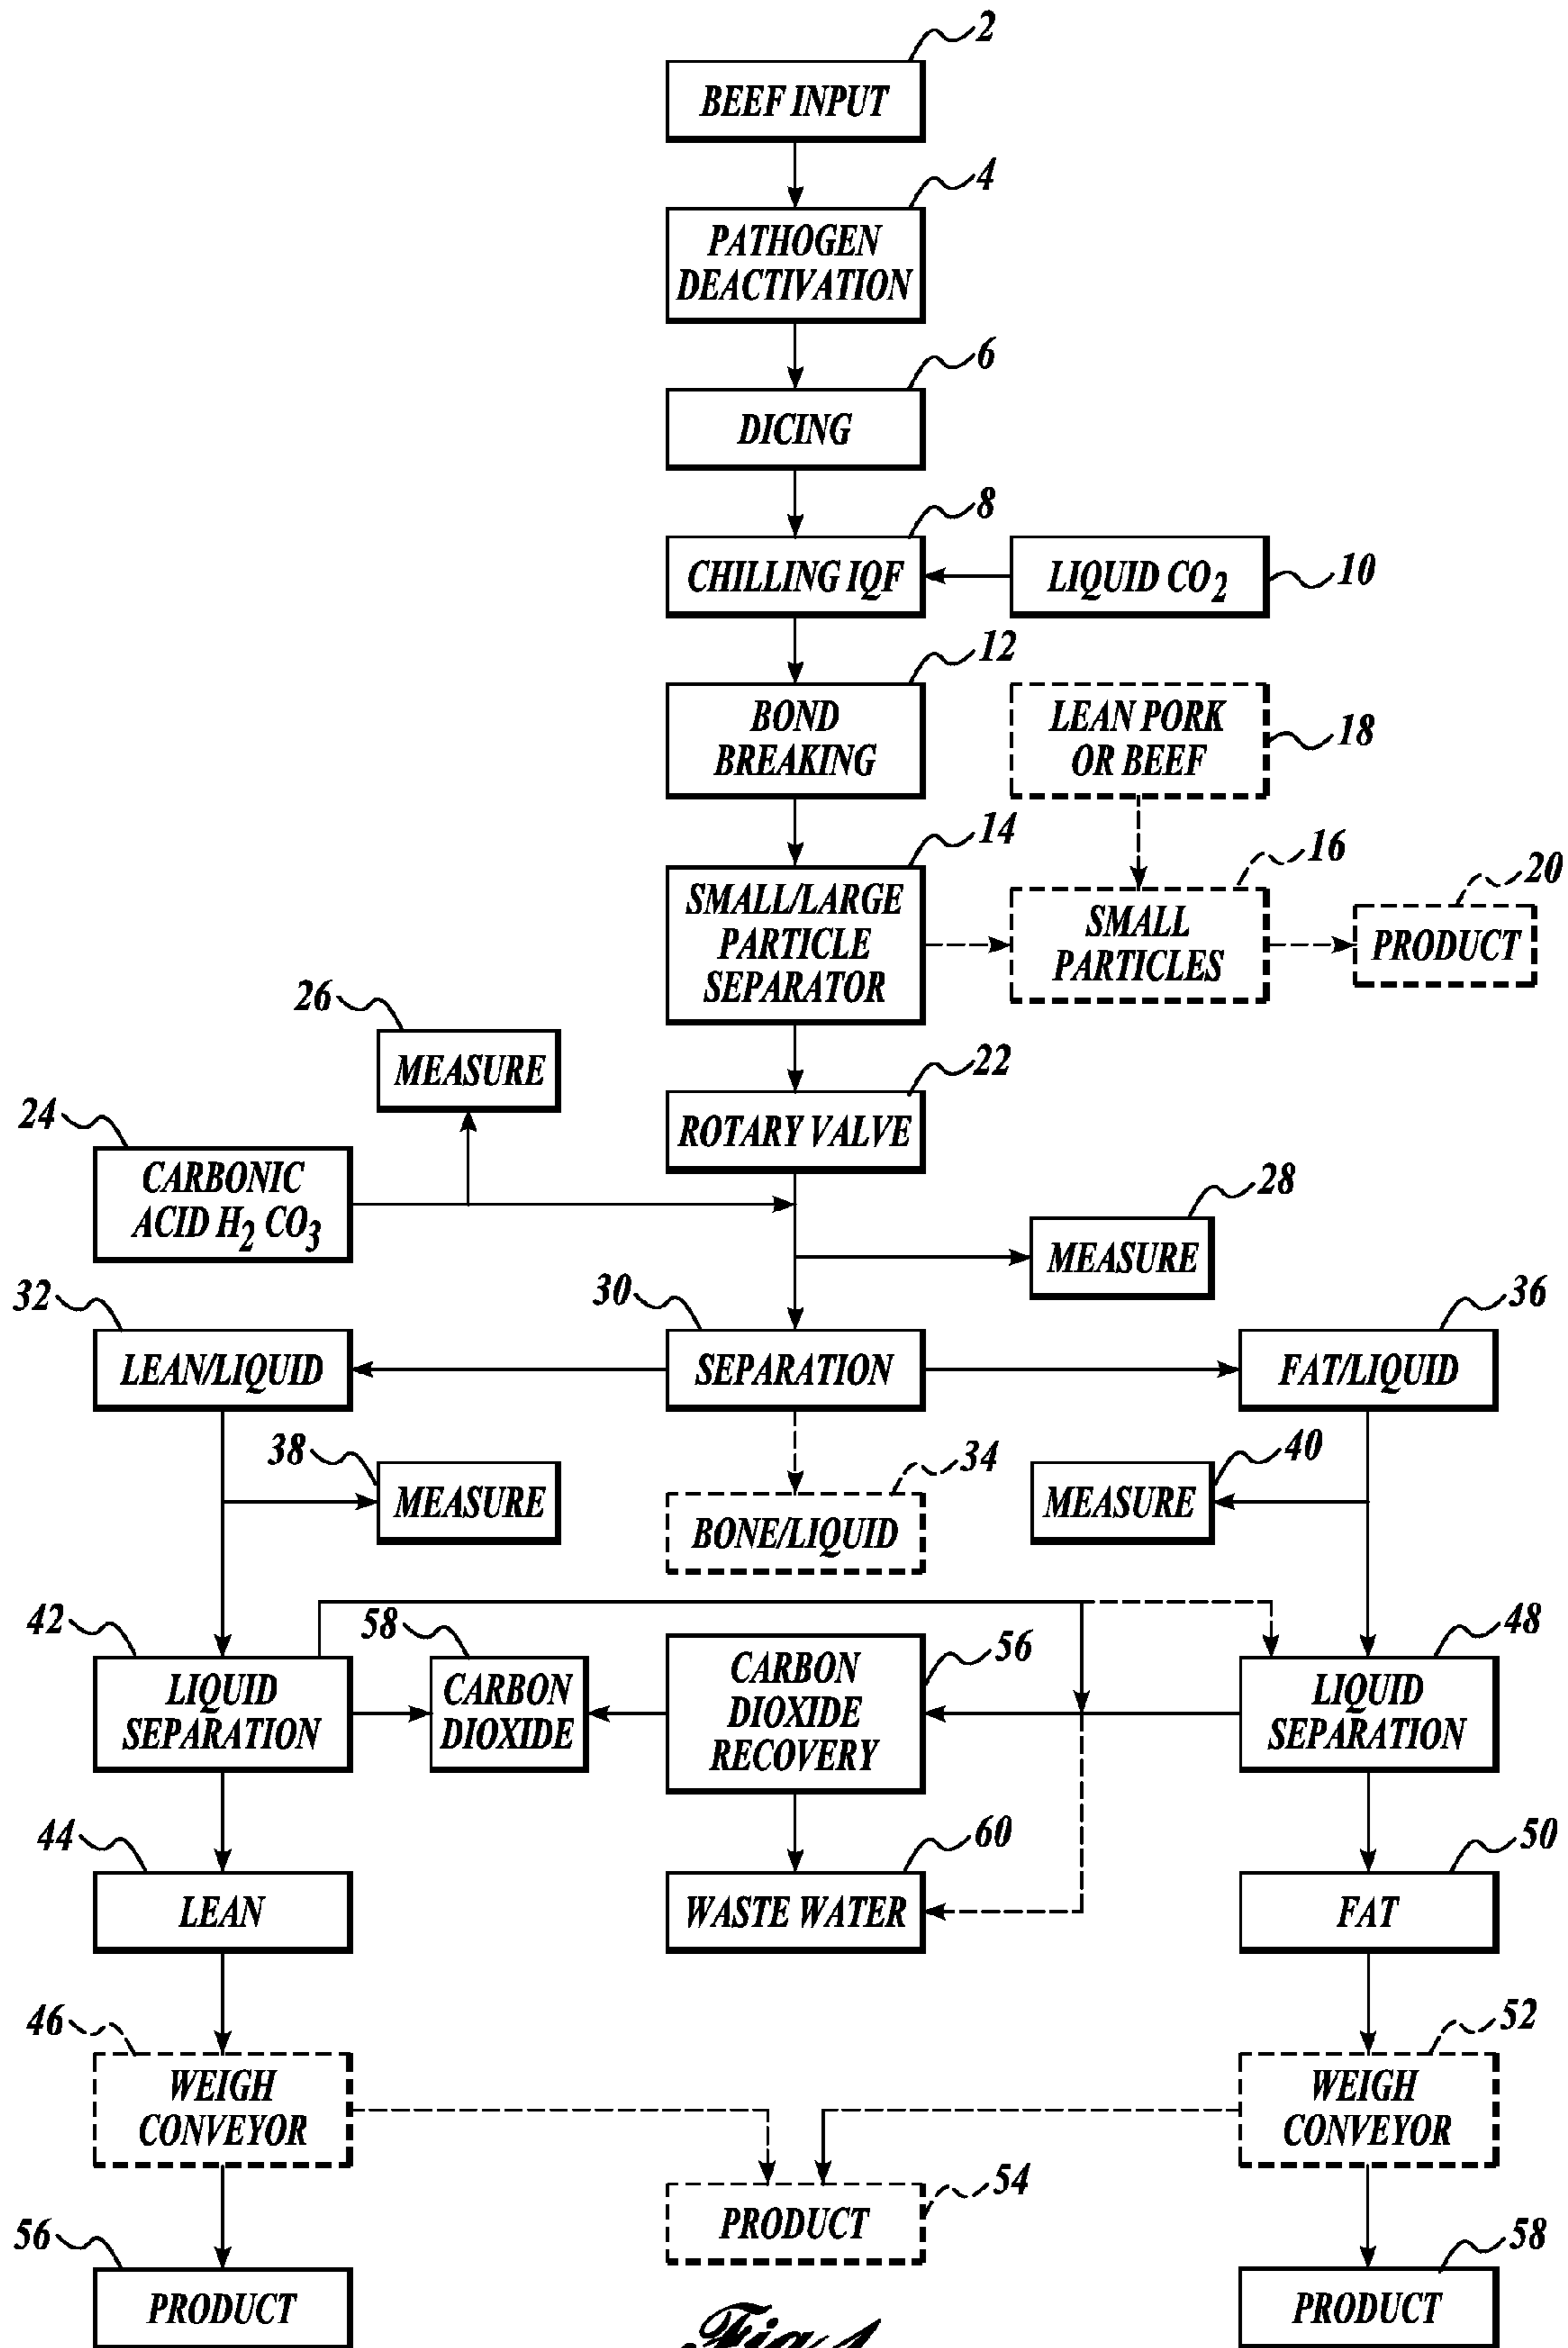 2
BEEF INPUT
4
PATHOGEN
DEACTIVATION
6
DICING
8
CHILLING IQF
LIQUID CO2
10
12
BOND
BREAKING
LEAN PORK
OR BEEF
18
14
SMALL/LARGE
PARTICLE
SEPARATOR
16
SMALL
PARTICLES
20
PRODUCT
26
MEASURE
22
ROTARY VALVE
24
CARBONIC
ACID H2 CO3
28
MEASURE
32
LEAN/LIQUID
30
SEPARATION
36
FAT/LIQUID
38
MEASURE
34
BONE/LIQUID
40
MEASURE
42
LIQUID
SEPARATION
58
CARBON
DIOXIDE
56
CARBON
DIOXIDE
RECOVERY
48
LIQUID
SEPARATION
44
LEAN
60
WASTE WATER
50
FAT
46
WEIGH
CONVEYOR
52
WEIGH
CONVEYOR
54
PRODUCT
56
PRODUCT
58
PRODUCT
Fig. 1.